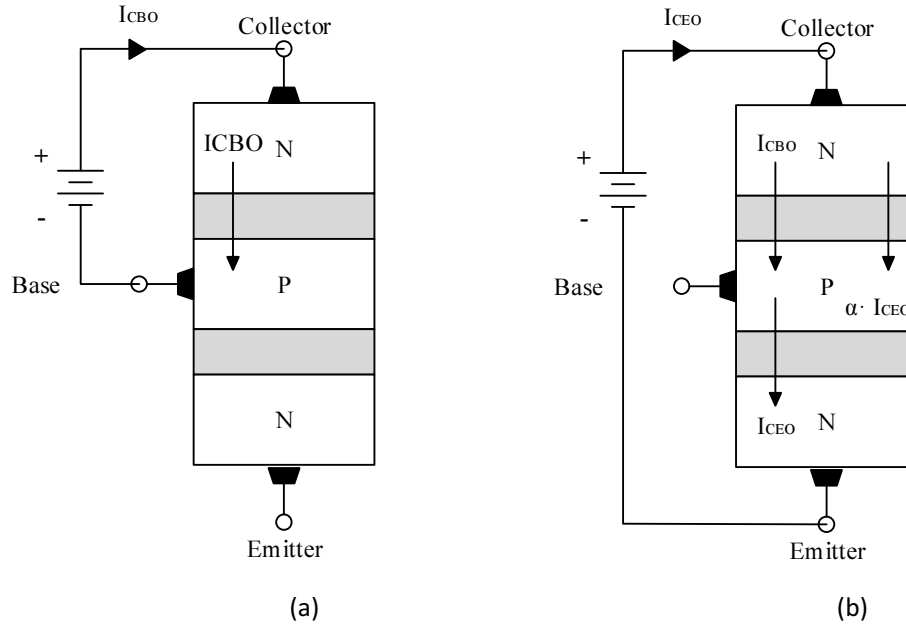 ICBO
Collector
+
-
ICBO
N
Base
P
N
Emitter
(a)
ICEO
Collector
+
-
ICBO
N
Base
P
α· ICEO
ICEO
N
Emitter
(b)